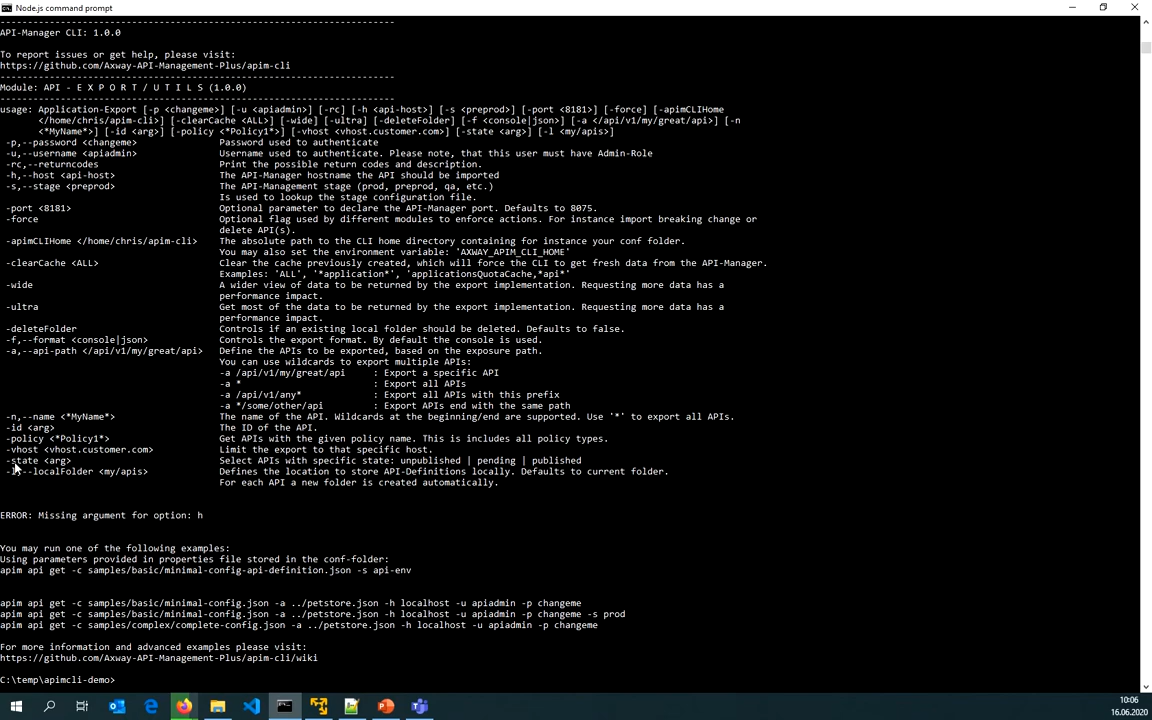 Node.js command prompt
-----------------------------------------------------------------------
API-Manager CLI: 1.0.0
To report issues or get help, please visit:
https://github.com/Axway-API-Management-Plus/apim-cli
-----------------------------------------------------------------------
Module: API - E X P O R T / U T I L S (1.0.0)
-----------------------------------------------------------------------
usage: Application-Export [-p <changeme>] [-u <apiadmin>] [-rc] [-h <api-host>] [-s <preprod>] [-port <8181>] [-force] [-apimCLIHome
</home/chris/apim-cli>] [-clearCache <ALL>] [-wide] [-ultra] [-deleteFolder] [-f <console|json>] [-a </api/v1/my/great/api>] [-n
<*MyName*>] [-id <arg>] [-policy <*Policy1*>] [-vhost <vhost.customer.com>] [-state <arg>] [-l <my/apis>]
-p,--password <changeme> Password used to authenticate
-u,--username <apiadmin> Username used to authenticate. Please note, that this user must have Admin-Role
-rc,--returncodes Print the possible return codes and description.
-h,--host <api-host> The API-Manager hostname the API should be imported
-s,--stage <preprod> The API-Management stage (prod, preprod, qa, etc.)
Is used to lookup the stage configuration file.
-port <8181> Optional parameter to declare the API-Manager port. Defaults to 8075.
-force Optional flag used by different modules to enforce actions. For instance import breaking change or
delete API(s).
-apimCLIHome </home/chris/apim-cli> The absolute path to the CLI home directory containing for instance your conf folder.
You may also set the environment variable: 'AXWAY_APIM_CLI_HOME'
-clearCache <ALL> Clear the cache previously created, which will force the CLI to get fresh data from the API-Manager.
Examples: 'ALL', '*application*', 'applicationsQuotaCache,*api*'
-wide A wider view of data to be returned by the export implementation. Requesting more data has a
performance impact.
-ultra Get most of the data to be returned by the export implementation. Requesting more data has a
performance impact.
-deleteFolder Controls if an existing local folder should be deleted. Defaults to false.
-f,--format <console|json> Controls the export format. By default the console is used.
-a,--api-path </api/v1/my/great/api> Define the APIs to be exported, based on the exposure path.
You can use wildcards to export multiple APIs:
-a /api/v1/my/great/api : Export a specific API
-a * : Export all APIs
-a /api/v1/any* : Export all APIs with this prefix
-a */some/other/api : Export APIs end with the same path
-n,--name <*MyName*> The name of the API. Wildcards at the beginning/end are supported. Use '*' to export all APIs.
-id <arg> The ID of the API.
-policy <*Policy1*> Get APIs with the given policy name. This is includes all policy types.
-vhost <vhost.customer.com> Limit the export to that specific host.
-state <arg> Select APIs with specific state: unpublished | pending | published
-l,--localFolder <my/apis> Defines the location to store API-Definitions locally. Defaults to current folder.
For each API a new folder is created automatically.
ERROR: Missing argument for option: h
You may run one of the following examples:
Using parameters provided in properties file stored in the conf-folder:
apim api get -c samples/basic/minimal-config-api-definition.json -s api-env
apim api get -c samples/basic/minimal-config.json -a ../petstore.json -h localhost -u apiadmin -p changeme
apim api get -c samples/basic/minimal-config.json -a ../petstore.json -h localhost -u apiadmin -p changeme -s prod
apim api get -c samples/complex/complete-config.json -a ../petstore.json -h localhost -u apiadmin -p changeme
For more information and advanced examples please visit:
https://github.com/Axway-API-Management-Plus/apim-cli/wiki
C:\temp\apimcli-demo>
10:06
16.06.2020